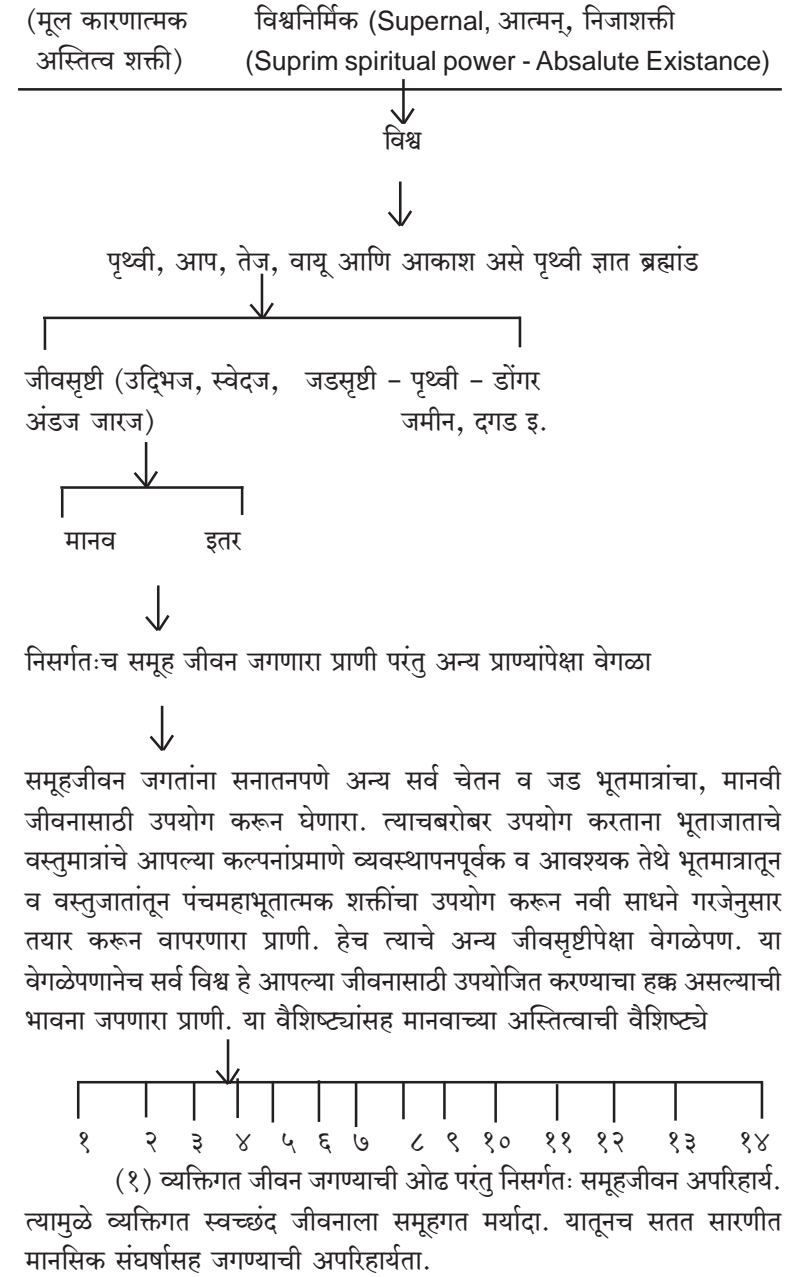 (मूल कारणात्मक विश्वनिर्मिक (Supernal, आत्मन्, निजाशक्ती
अस्तित्व शक्ती) (Suprim spiritual power - Absalute Existance)
विश्व
पृथ्वी, आप, तेज, वायू आणि आकाश असे पृथ्वी ज्ञात ब्रह्मांड
जीवसृष्टी (उद्भिज, स्वेदज, जडसृष्टी – पृथ्वी – डोंगर
अंडज जारज) जमीन, दगड इ.
मानव इतर
निसर्गतःच समूह जीवन जगणारा प्राणी परंतु अन्य प्राण्यांपेक्षा वेगळा
समूहजीवन जगतांना सनातनपणे अन्य सर्व चेतन व जड भूतमात्रांचा, मानवी
जीवनासाठी उपयोग करून घेणारा. त्याचबरोबर उपयोग करताना भूताजाताचे
वस्तुमात्रांचे आपल्या कल्पनांप्रमाणे व्यवस्थापनपूर्वक व आवश्यक तेथे भूतमात्रातून
व वस्तुजातांतून पंचमहाभूतात्मक शक्तींचा उपयोग करून नवी साधने गरजेनुसार
तयार करून वापरणारा प्राणी. हेच त्याचे अन्य जीवसृष्टीपेक्षा वेगळेपण. या
वेगळेपणानेच सर्व विश्व हे आपल्या जीवनासाठी उपयोजित करण्याचा हक्क असल्याची
भावना जपणारा प्राणी. या वैशिष्ट्यांसह मानवाच्या अस्तित्वाची वैशिष्ट्ये
१ २ ३ ४ ५ ६ ७ ८ ९ १० ११ १२ १३ १४
(१) व्यक्तिगत जीवन जगण्याची ओढ परंतु निसर्गतः समूहजीवन अपरिहार्य.
त्यामुळे व्यक्तिगत स्वच्छंद जीवनाला समूहगत मर्यादा. यातूनच सतत सारणीत
मानसिक संघर्षासह जगण्याची अपरिहार्यता.